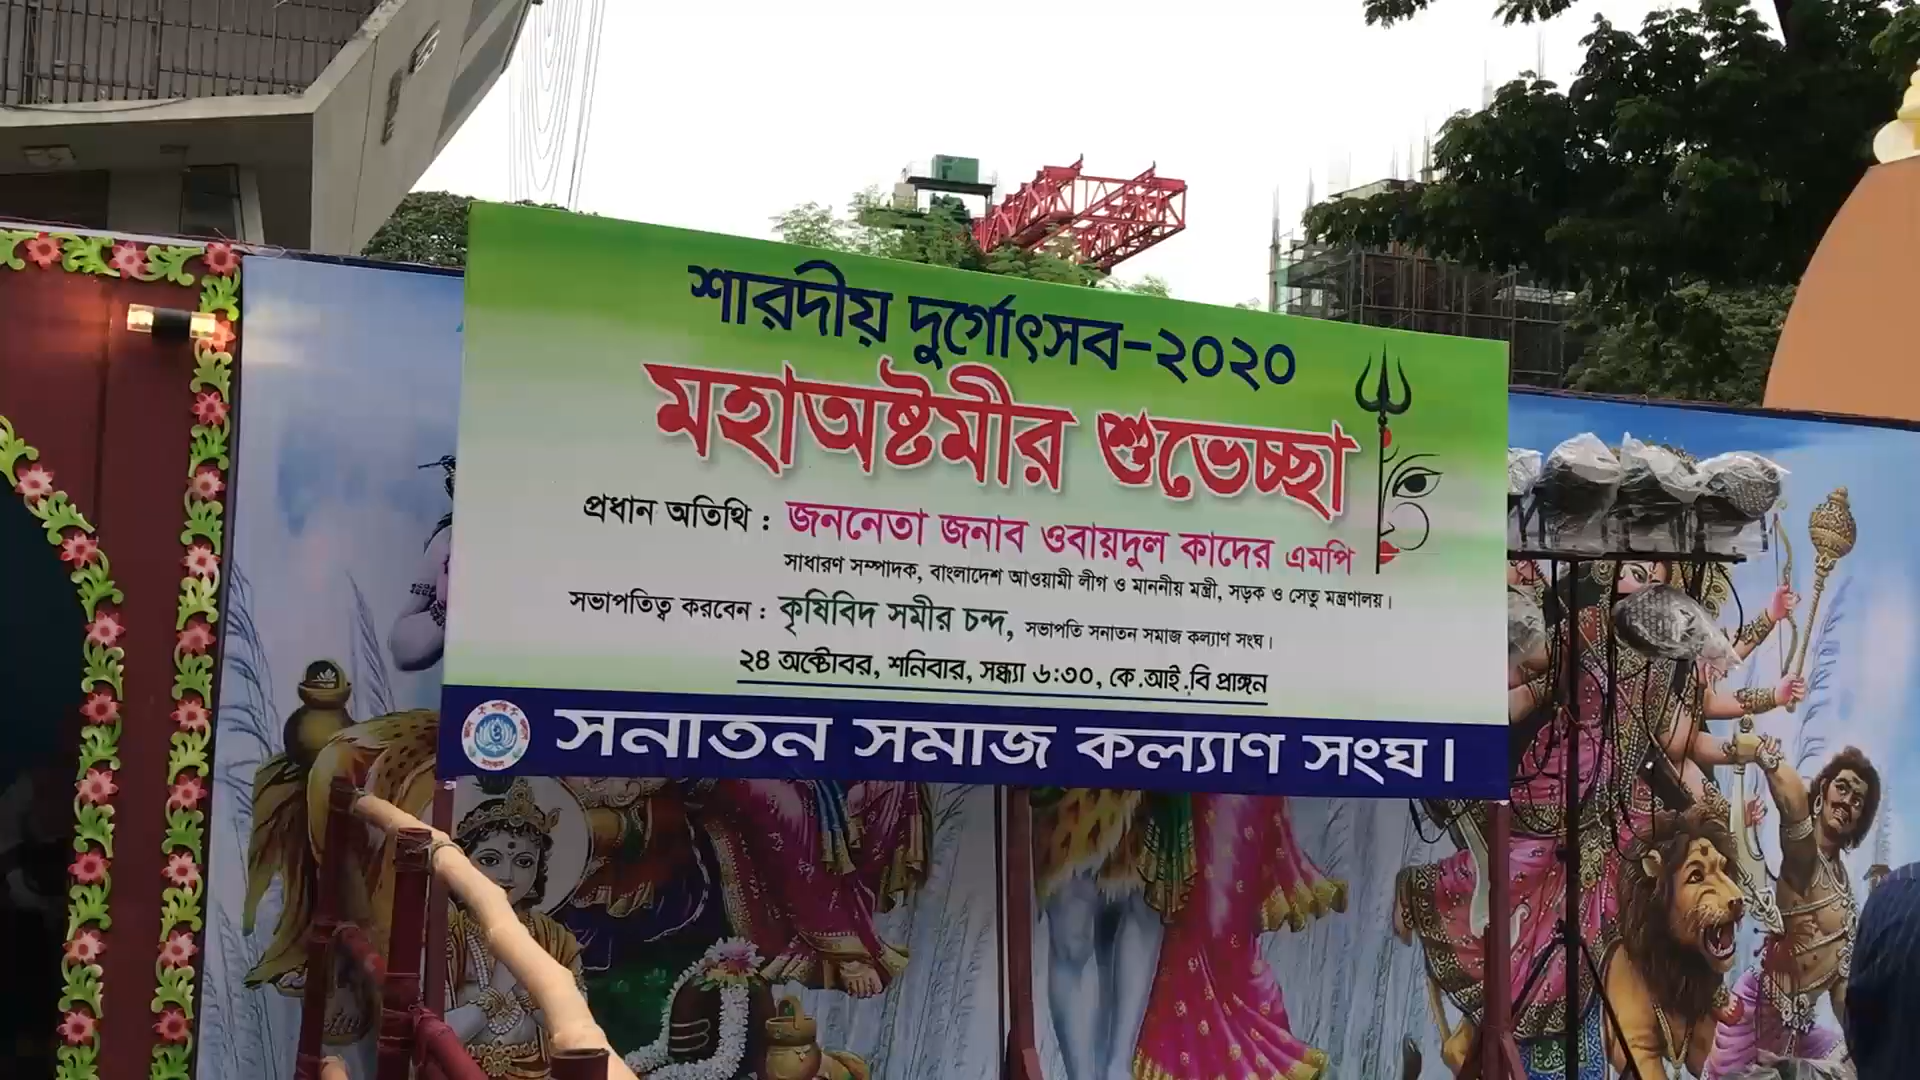 শারদীয় দুর্গোৎসব-২০২০
মহাঅষ্টমীর শুভেচ্ছা
প্রধান অতিথি : জননেতা জনাব ওবায়দুল কাদের এমপি
সাধারণ সম্পাদক, বাংলাদেশ আওয়ামী লীগ ও মাননীয় মন্ত্রী, সড়ক ও সেতু মন্ত্রণালয়।
সভাপতিত্ব করবেন : কৃষিবিদ সমীর চন্দ, সভাপতি সনাতন সমাজ কল্যাণ সংঘ।
২৪ অক্টোবর, শনিবার, সন্ধ্যা ৬:৩০, কে.আই.বি প্রাঙ্গন
সনাতন সমাজ কল্যাণ সংঘ।